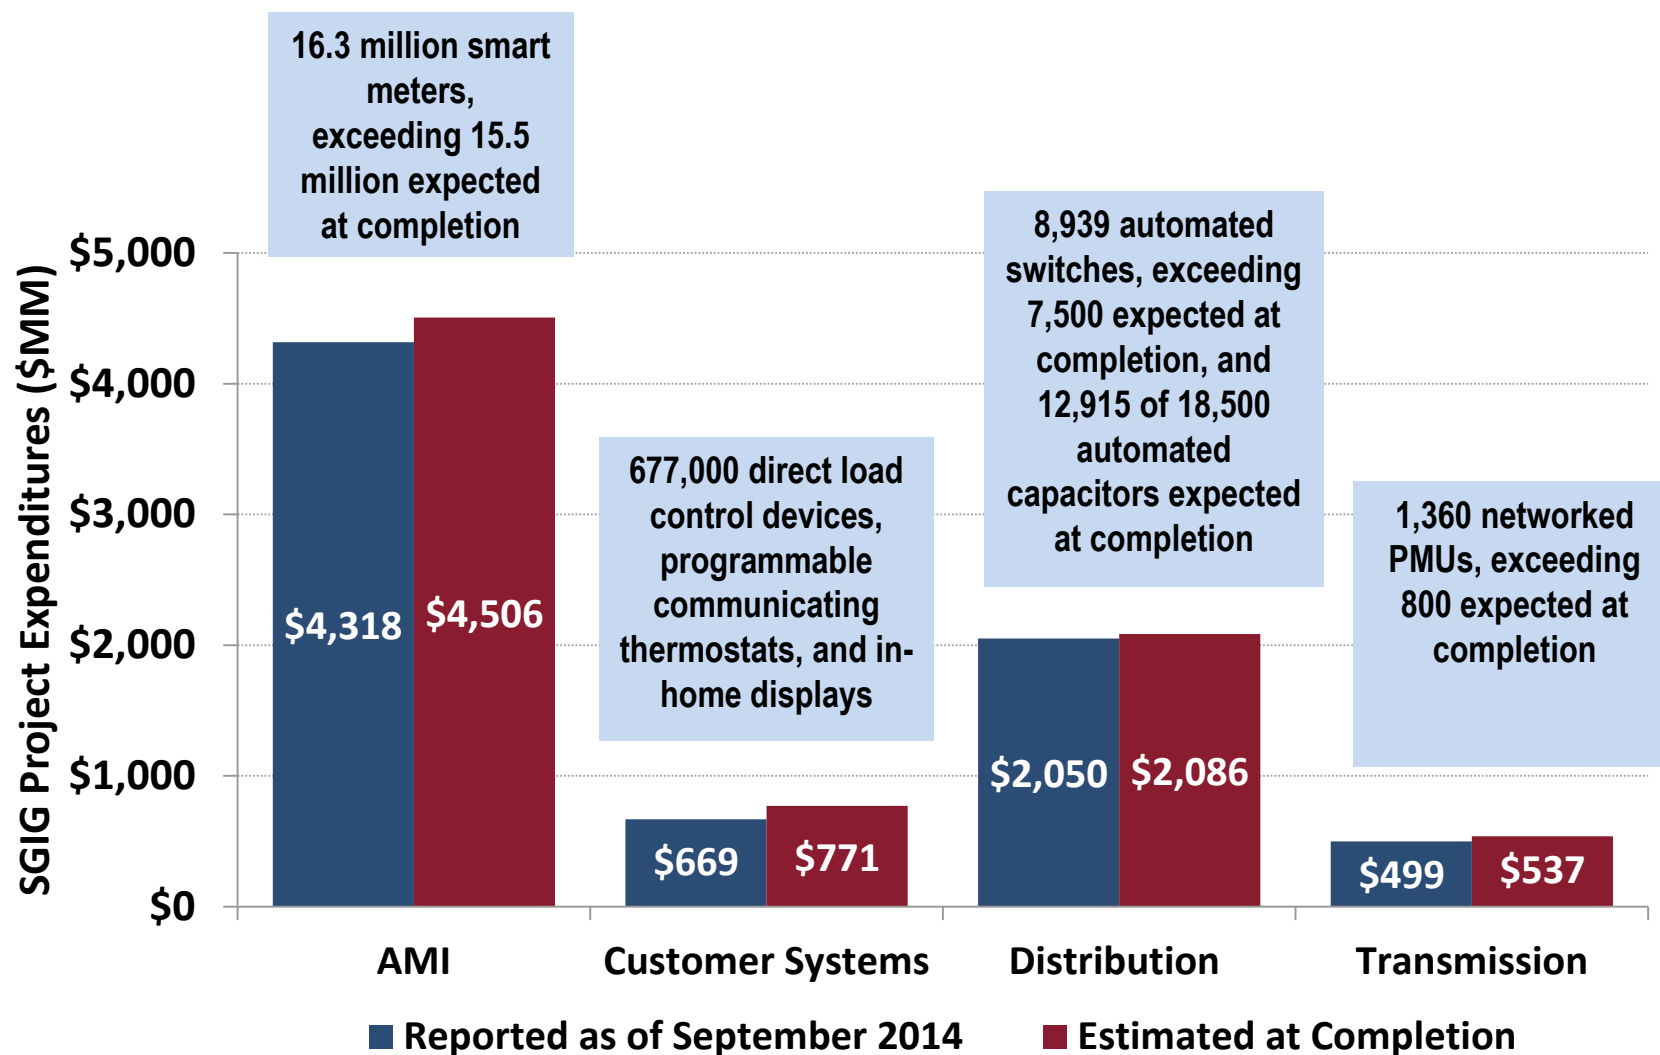 16.3 million smart
meters,
exceeding 15.5
million expected
at completion
8,939 automated
switches, exceeding
7,500 expected at
completion, and
12,915 of 18,500
automated
capacitors expected
at completion
677,000 direct load
control devices,
programmable
communicating
thermostats, and in-
home displays
1,360 networked
PMUs, exceeding
800 expected at
completion
SGIG Project Expenditures ($MM)
$5,000
$4,000
$3,000
$2,000
$1,000
$0
$4,318
$4,506
$669
$771
$2,050
$2,086
$499
$537
AMI
Customer Systems
Distribution
Transmission
Reported as of September 2014
Estimated at Completion